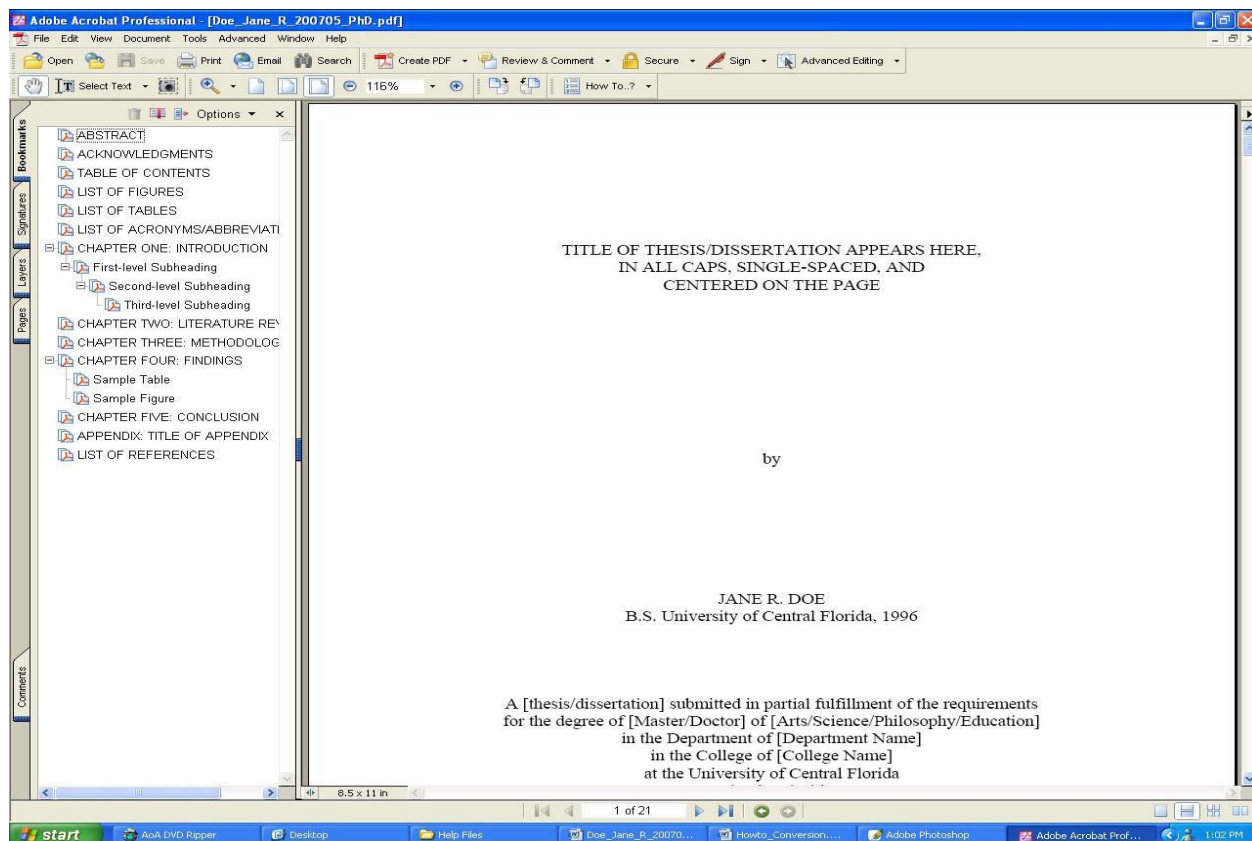 Adobe Acrobat Professional - [Doe_Jane_R_200705_PhD.pdf]
File Edit View Document Tools Advanced Window Help
Open Save Print Email Search Create PDF Review & Comment Secure Sign Advanced Editing
Select Text 116% How To..?
Options
Bookmarks
Signatures
Layers
Pages
Comments
ABSTRACT
ACKNOWLEDGMENTS
TABLE OF CONTENTS
LIST OF FIGURES
LIST OF TABLES
LIST OF ACRONYMS/ABBREVIATI
CHAPTER ONE: INTRODUCTION
First-level Subheading
Second-level Subheading
Third-level Subheading
CHAPTER TWO: LITERATURE REV
CHAPTER THREE: METHODOLOG
CHAPTER FOUR: FINDINGS
Sample Table
Sample Figure
CHAPTER FIVE: CONCLUSION
APPENDIX: TITLE OF APPENDIX
LIST OF REFERENCES
TITLE OF THESIS/DISSERTATION APPEARS HERE,
IN ALL CAPS, SINGLE-SPACED, AND
CENTERED ON THE PAGE
by
JANE R. DOE
B.S. University of Central Florida, 1996
A [thesis/dissertation] submitted in partial fulfillment of the requirements
for the degree of [Master/Doctor] of [Arts/Science/Philosophy/Education]
in the Department of [Department Name]
in the College of [College Name]
at the University of Central Florida
8.5 x 11 in
1 of 21
start AoA DVD Ripper Desktop Help Files Doe_Jane_R_20070... Howto_Conversion.... Adobe Photoshop Adobe Acrobat Prof... 1:02 PM